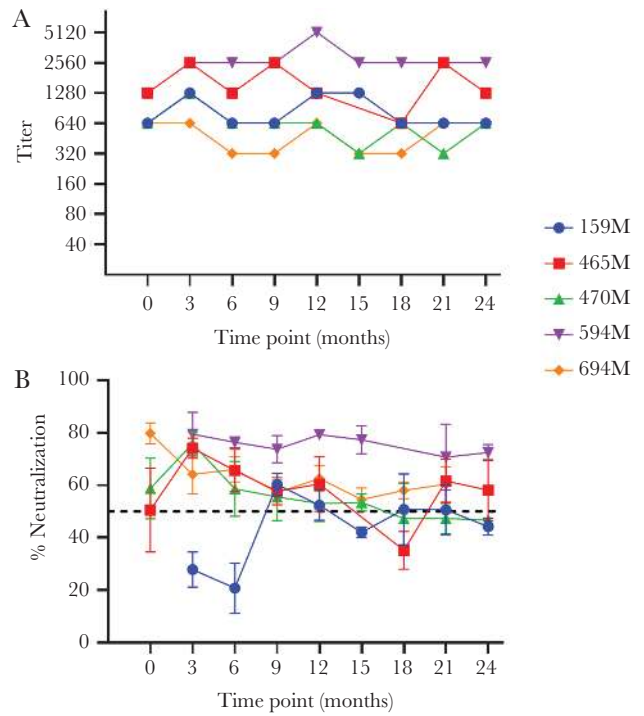 A
5120
2560
1280
640
320
160
80
40
Titer
0 3 6 9 12 15 18 21 24
Time point (months)
159M
465M
470M
594M
694M
B
100
80
60
40
20
0
% Neutralization
0 3 6 9 12 15 18 21 24
Time point (months)